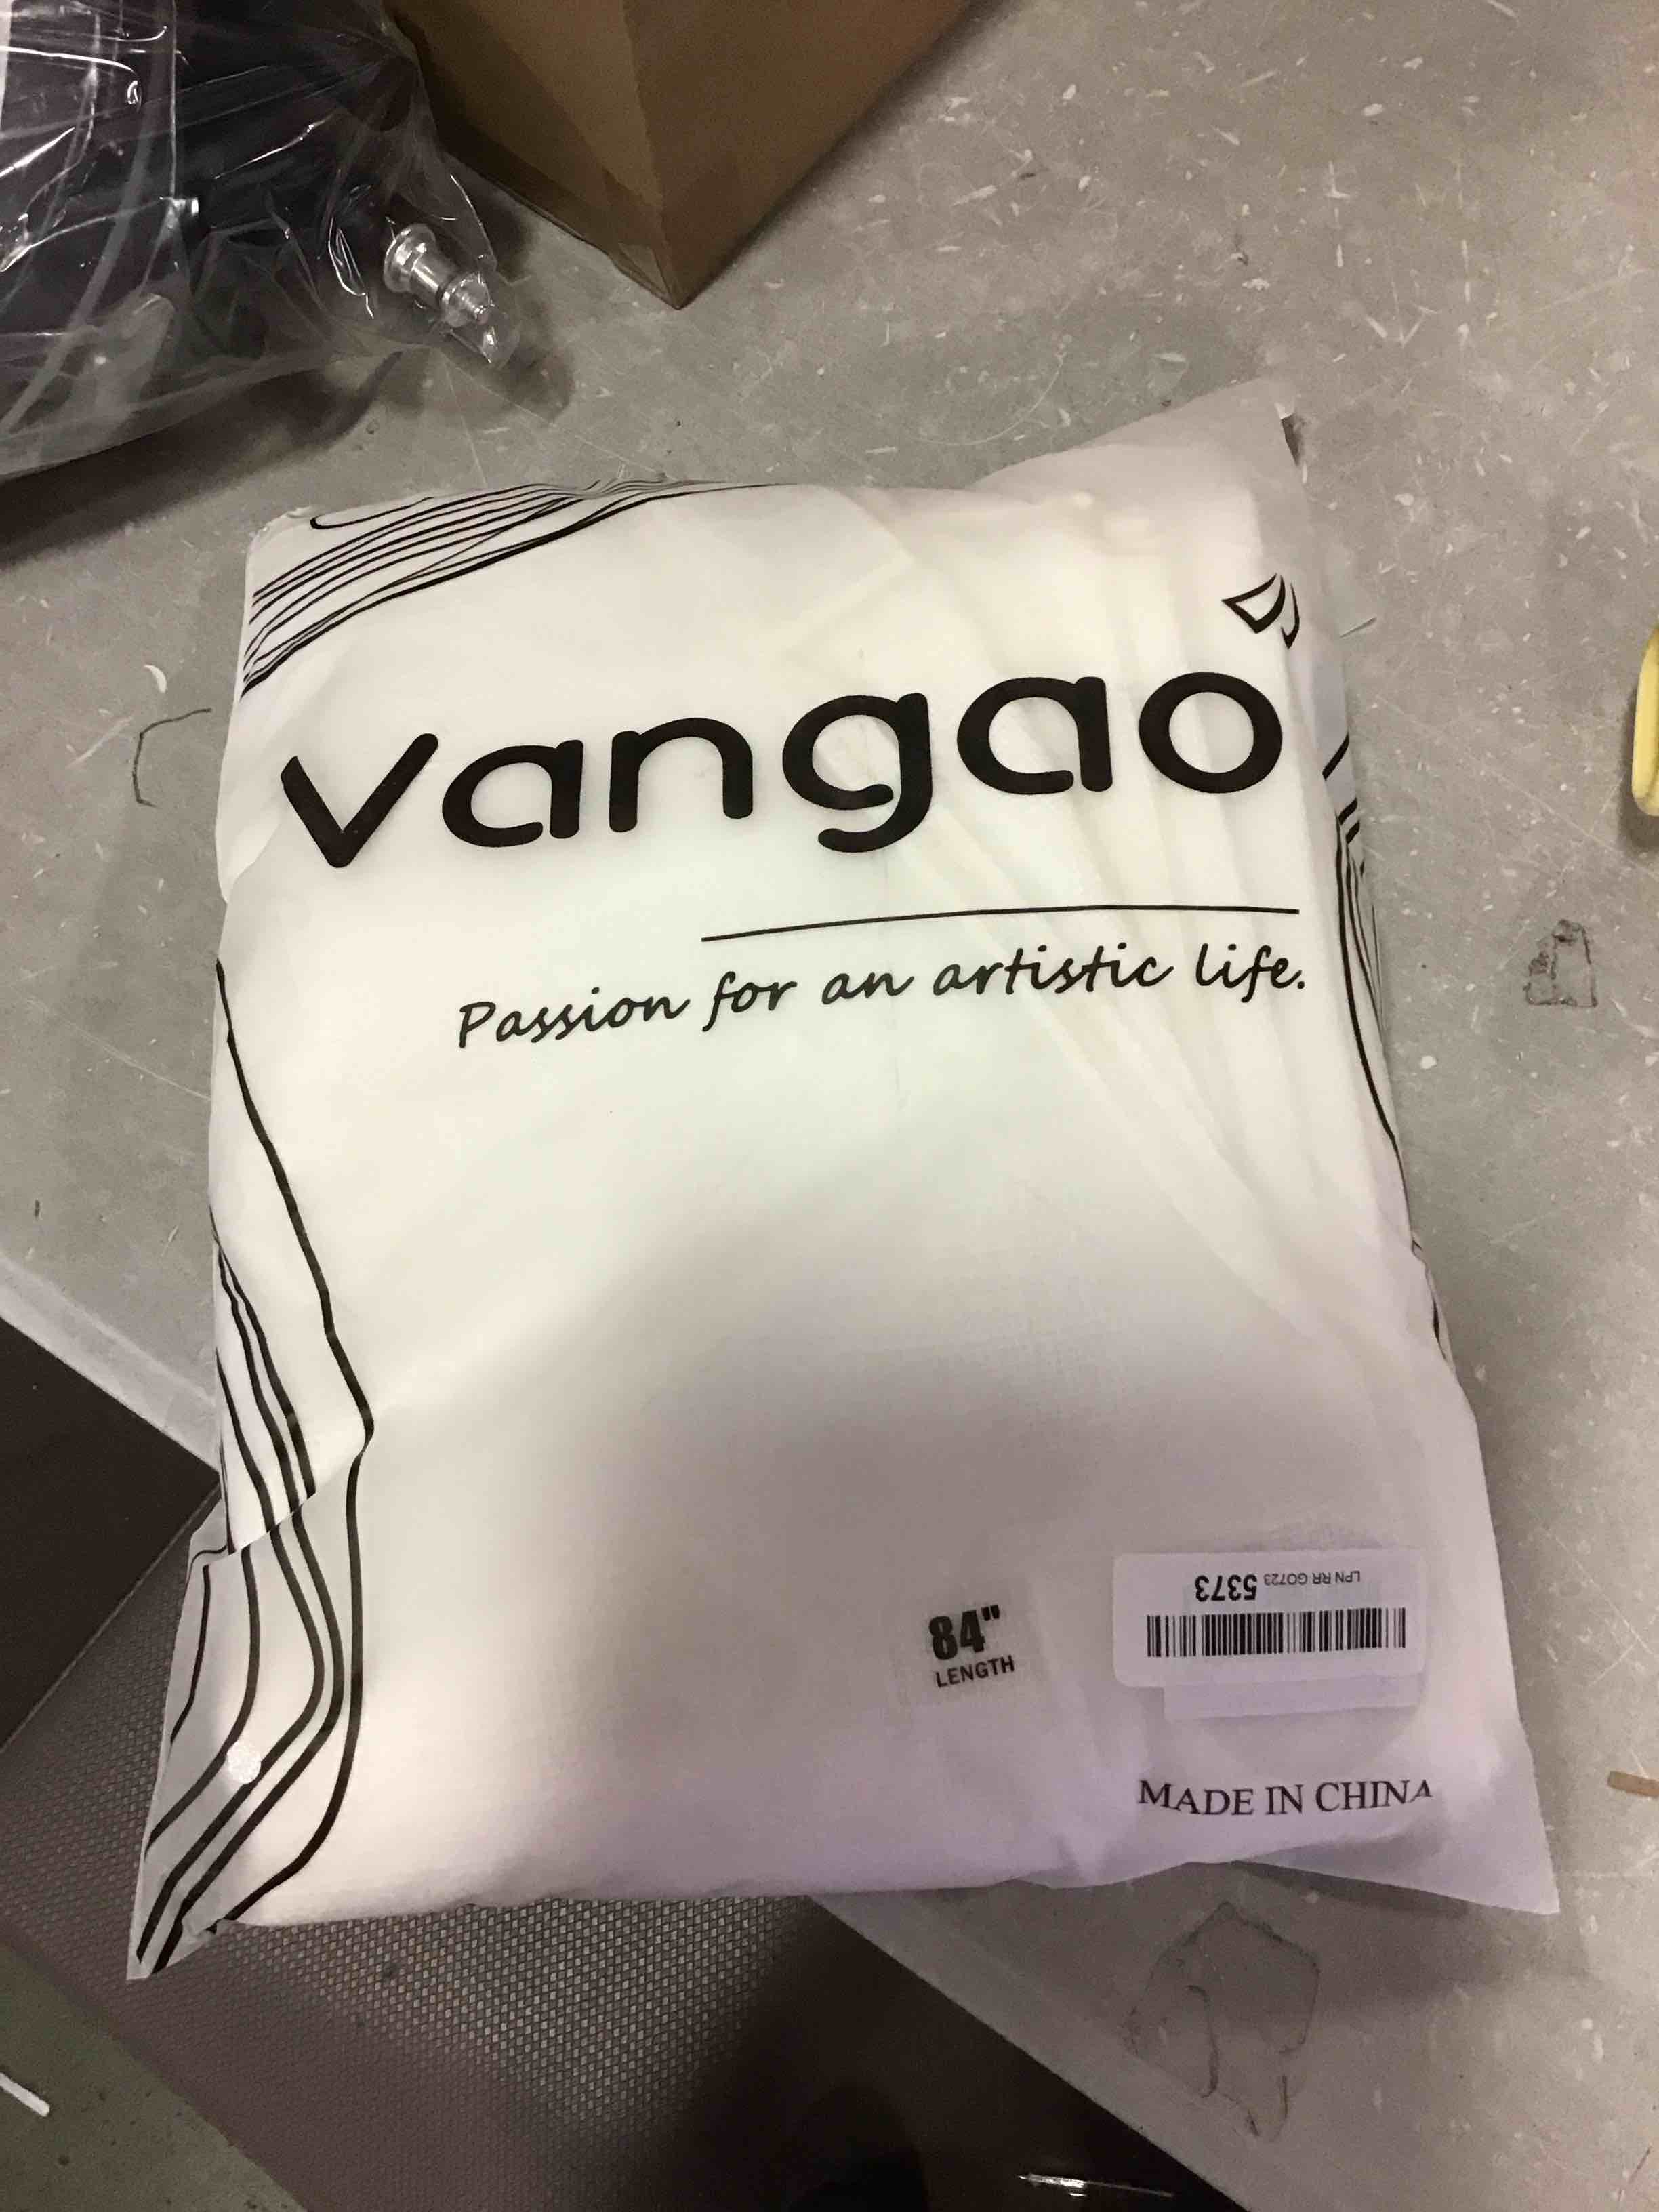 Vangao
Passion for an artistic life.
84"
LENGTH
LPN RR GO723 5373
MADE IN CHINA